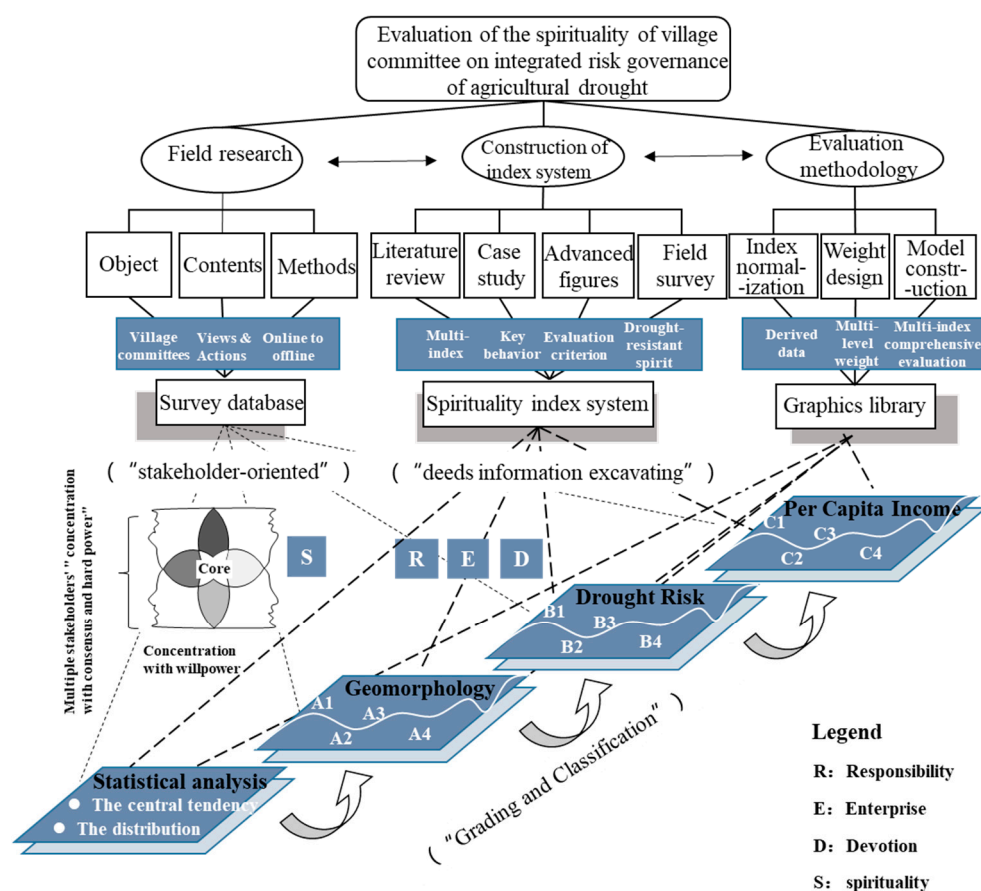 Evaluation of the spirituality of village
committee on integrated risk governance
of agricultural drought
Field research
Construction of
index system
Evaluation
methodology
Object
Contents
Methods
Literature
review
Case
study
Advanced
figures
Field
survey
Index
normal-
-ization
Weight
design
Model
constr-
-uction
Village
committees
Views &
Actions
Online to
offline
Multi-
index
Key
behavior
Evaluation
criterion
Drought-
resistant
spirit
Derived
data
Multi-
level
weight
Multi-index
comprehensive
evaluation
Survey database
Spirituality index system
Graphics library
("stakeholder-oriented")
("deeds information excavating")
Multiple stakeholders'" concentration
with consensus and hard power"
Core
S
R
E
D
Concentration
with willpower
Per Capita Income
C1
C3
C2
C4
Drought Risk
B1
B3
B2
B4
Geomorphology
A1
A3
A2
A4
Statistical analysis
● The central tendency
● The distribution
("Grading and Classification")
Legend
R： Responsibility
E： Enterprise
D： Devotion
S： spirituality